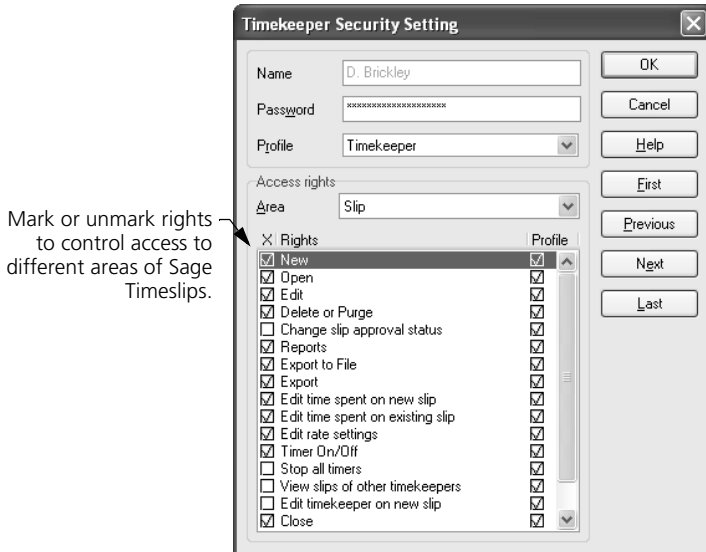 Timekeeper Security Setting
Name D. Brickley
Password ********************
Profile Timekeeper
OK
Cancel
Help
First
Previous
Next
Last
Access rights
Area Slip
Mark or unmark rights
to control access to
different areas of Sage
Timeslips.
X Rights Profile
New
Open
Edit
Delete or Purge
Change slip approval status
Reports
Export to File
Export
Edit time spent on new slip
Edit time spent on existing slip
Edit rate settings
Timer On/Off
Stop all timers
View slips of other timekeepers
Edit timekeeper on new slip
Close